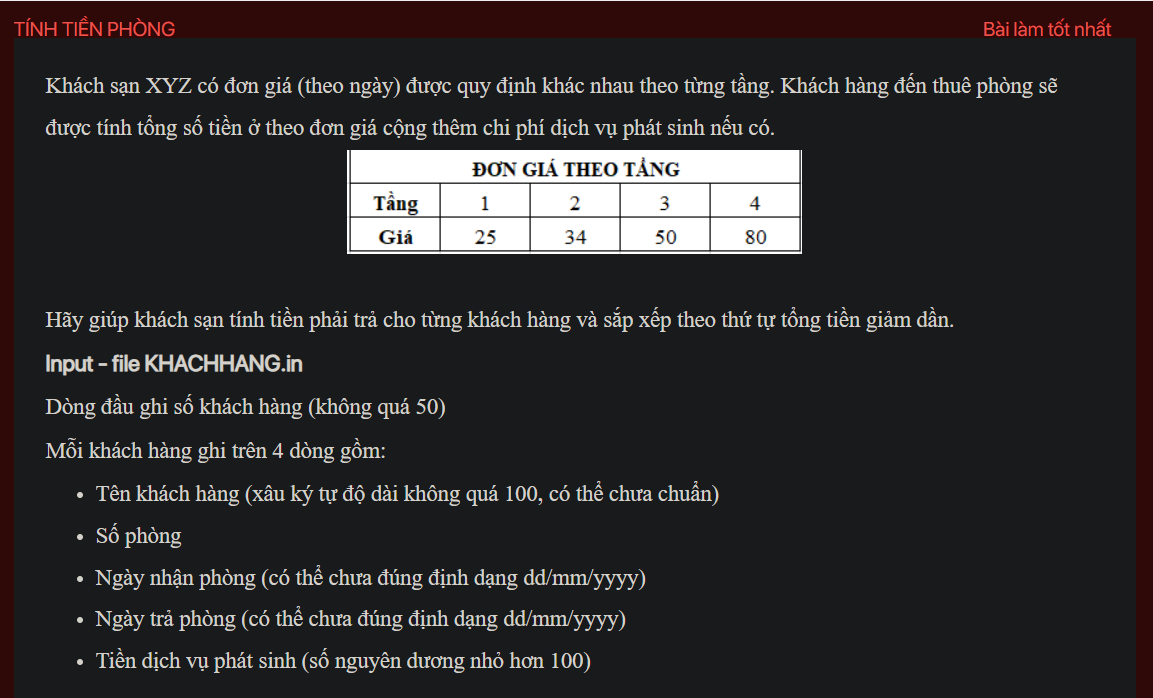 TÍNH TIỀN PHÒNG
Bài làm tốt nhất
Khách sạn XYZ có đơn giá (theo ngày) được quy định khác nhau theo từng tầng. Khách hàng đến thuê phòng sẽ
được tính tổng số tiền ở theo đơn giá cộng thêm chi phí dịch vụ phát sinh nếu có.
ĐƠN GIÁ THEO TẦNG
Tầng 1 2 3 4
Giá 25 34 50 80
Hãy giúp khách sạn tính tiền phải trả cho từng khách hàng và sắp xếp theo thứ tự tổng tiền giảm dần.
Input - file KHACHHANG.in
Dòng đầu ghi số khách hàng (không quá 50)
Mỗi khách hàng ghi trên 4 dòng gồm:
• Tên khách hàng (xâu ký tự độ dài không quá 100, có thể chưa chuẩn)
• Số phòng
• Ngày nhận phòng (có thể chưa đúng định dạng dd/mm/yyyy)
• Ngày trả phòng (có thể chưa đúng định dạng dd/mm/yyyy)
• Tiền dịch vụ phát sinh (số nguyên dương nhỏ hơn 100)